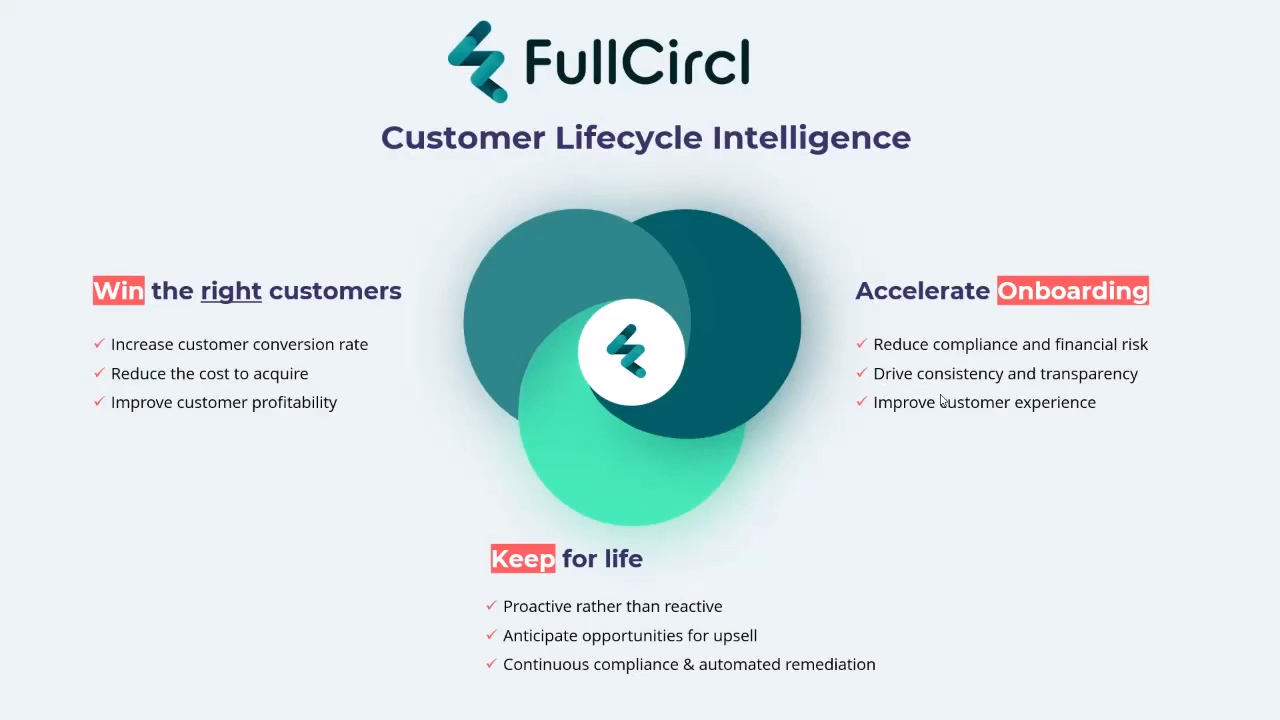 FullCircl
Customer Lifecycle Intelligence
Win the right customers
✓ Increase customer conversion rate
✓ Reduce the cost to acquire
✓ Improve customer profitability
Accelerate Onboarding
✓ Reduce compliance and financial risk
✓ Drive consistency and transparency
✓ Improve customer experience
Keep for life
✓ Proactive rather than reactive
✓ Anticipate opportunities for upsell
✓ Continuous compliance & automated remediation